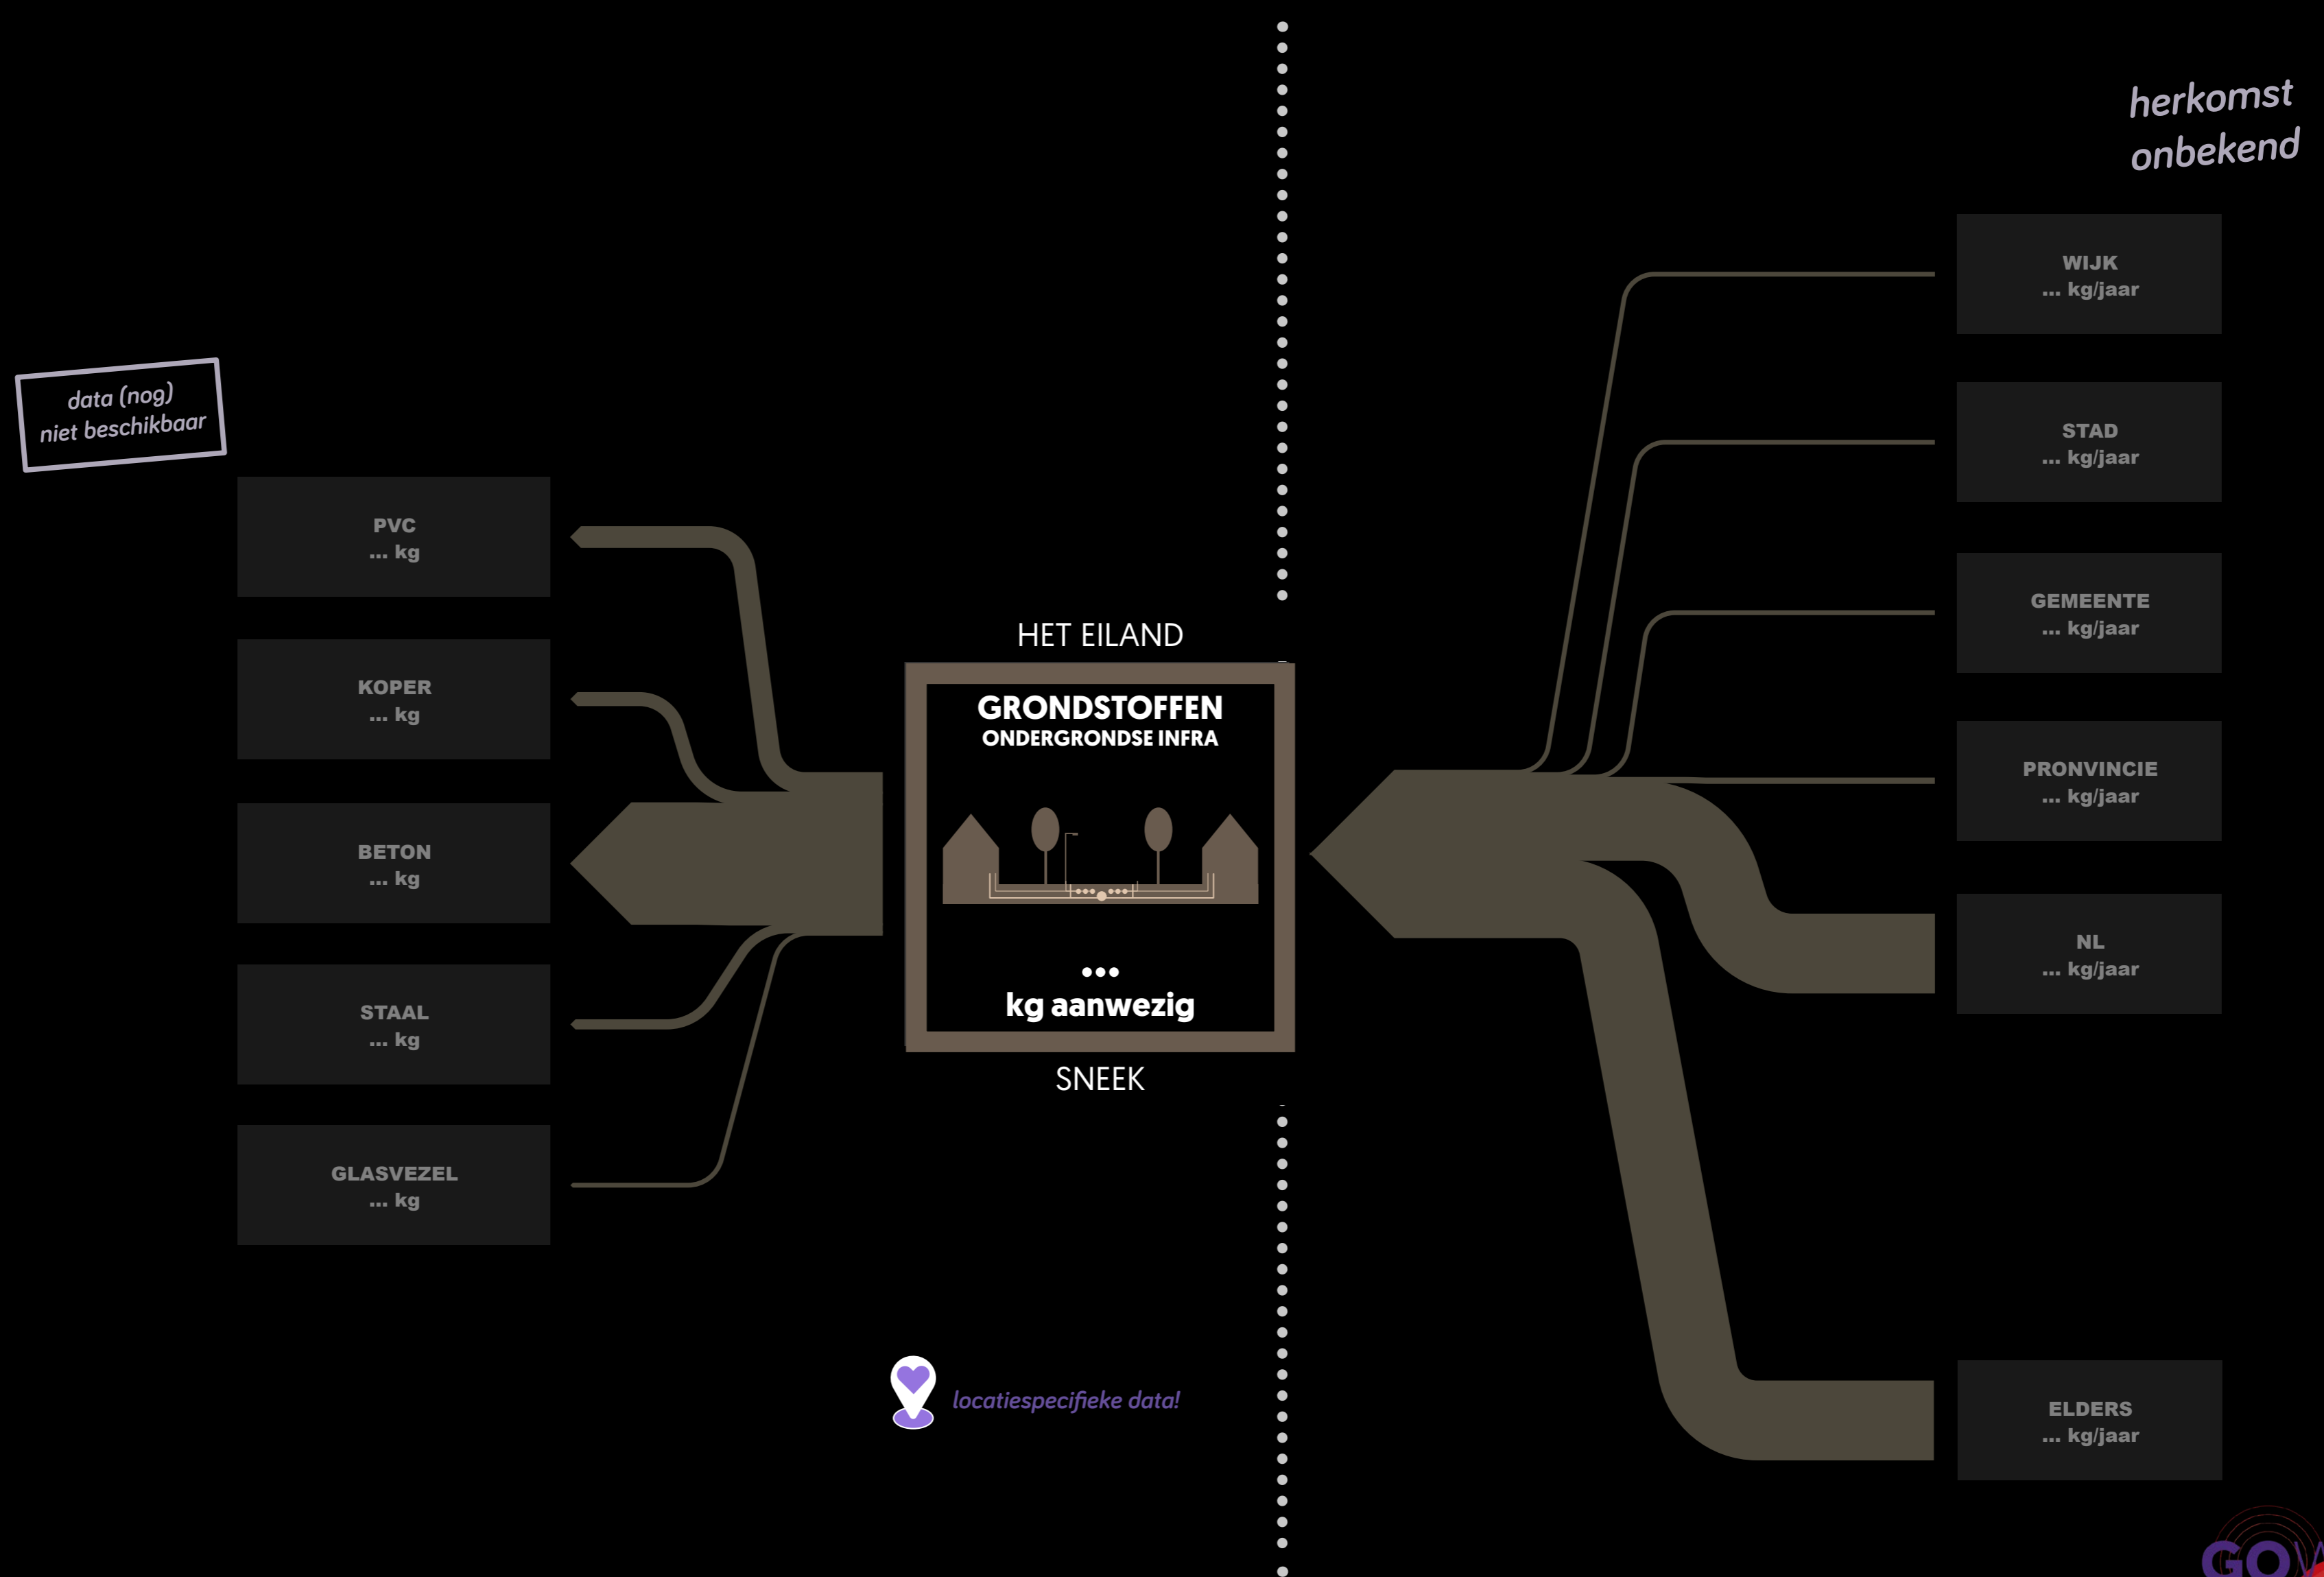 herkomst
onbekend
data (nog)
niet beschikbaar
PVC
... kg
KOPER
... kg
BETON
... kg
STAAL
... kg
GLASVEZEL
... kg
HET EILAND
GRONDSTOFFEN
ONDERGRONDSE INFRA
...
kg aanwezig
SNEEK
locatiespecifieke data!
WIJK
... kg/jaar
STAD
... kg/jaar
GEMEENTE
... kg/jaar
PRONVINCIE
... kg/jaar
NL
... kg/jaar
ELDERS
... kg/jaar